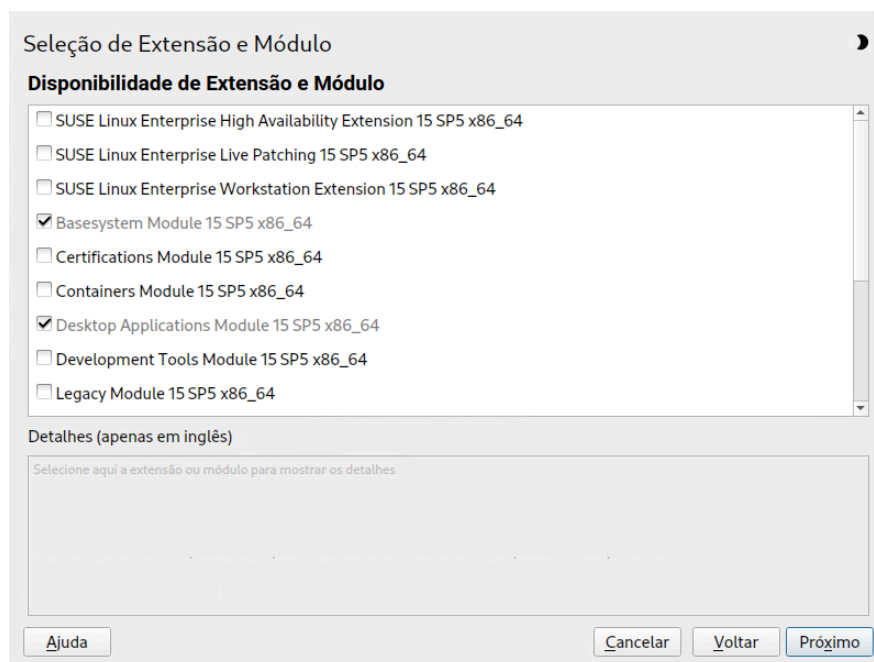 Seleção de Extensão e Módulo
Disponibilidade de Extensão e Módulo
SUSE Linux Enterprise High Availability Extension 15 SP5 x86_64
SUSE Linux Enterprise Live Patching 15 SP5 x86_64
SUSE Linux Enterprise Workstation Extension 15 SP5 x86_64
Basesystem Module 15 SP5 x86_64
Certifications Module 15 SP5 x86_64
Containers Module 15 SP5 x86_64
Desktop Applications Module 15 SP5 x86_64
Development Tools Module 15 SP5 x86_64
Legacy Module 15 SP5 x86_64
Detalhes (apenas em inglês)
Selecione aqui a extensão ou módulo para mostrar os detalhes
Ajuda Cancelar Voltar Próximo